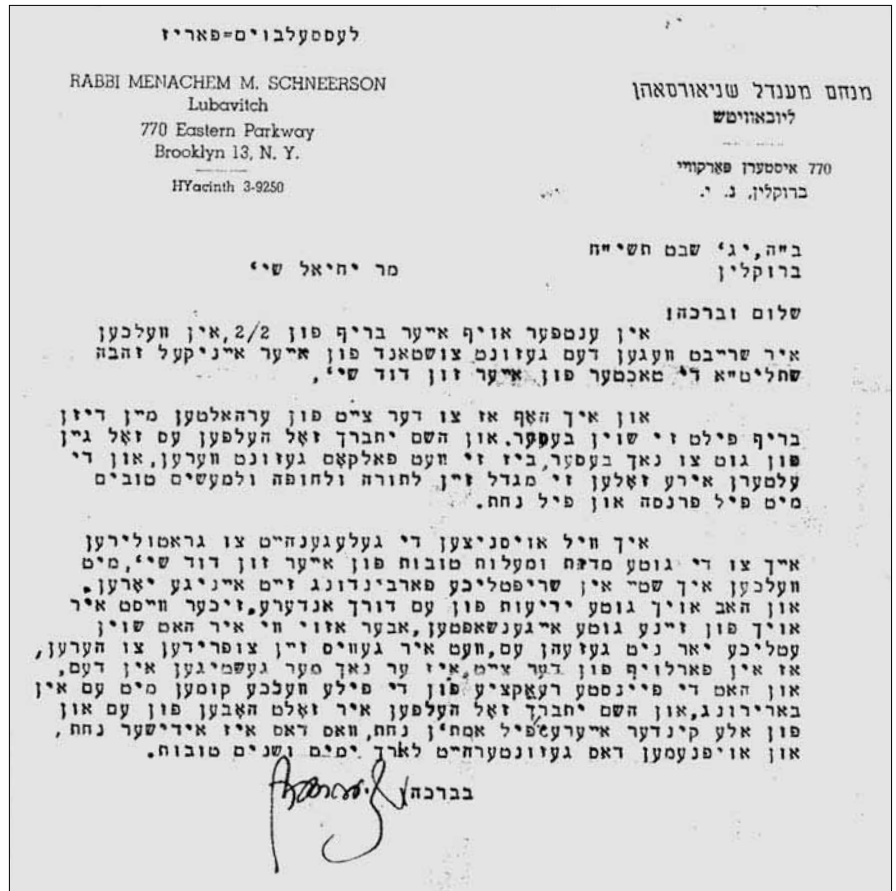 לעססעלבוים=פאריז
RABBI MENACHEM M. SCHNEERSON
Lubavitch
770 Eastern Parkway
Brooklyn 13, N. Y.
HYacinth 3-9250
מנחם מענדל שניאורסאהן
ליובאוויטש
770 איסטערן פארקוויי
ברוקלין, נ. י.
ב"ה, יג' שבט תשי"ח
ברוקלין
מר יחיאל שי'
שלום וברכה!
אין ענטפער אויף אייער בריף פון 2/2, אין וועלכען
איר שרייבט וועגען דעם געזונט צושטאנד פון אייער אייניקעל זהבה
שתליט"א די טאכטער פון אייער זון דוד שי',
און איך האף אז צו דער צייט פון ערהאלטען מיין דיזן
בריף פילט זי שוין בעסער. און השם יתברך זאל העלפען עס זאל גיין
פון גוט צו נאך בעסער, ביז זי וועט פאלקאם געזונט ווערען, און די
עלטערן אירע זאלען זי מגדל זיין לתורה ולחופה ולמעשים טובים
מיט פיל פרנסה און פיל נחת.
איך וויל אויסניצען די געלעגענהייט צו גראטולירען
אייך צו די גוטע מדות ומעלות טובות פון אייער זון דוד שי', מיט
וועלכען איך שטיי אין שריפטליכע פארבינדונג זייט אייניגע יארען.
און האב אויך גוטע ידיעות פון עם דורך אנדערע. זיכער ווייסט איר
אויך פון זיינע גוטע אייגענשאפטען, אבער אזוי ווי איר האט שוין
עטליכע יאר ניט געזעהן עם, וועט איר געוויס זיין צופרידען צו הערען,
אז אין פארלויף פון דער צייט, איז ער נאך מער געשטיגען אין דעם,
און האט די פיינסטע רעאקציע פון די פילע וועלכע קומען מיט עם אין
בארירונג, און השם יתברך זאל העלפען איר זאלט האבען פון עם און
פון אלע קינדער אייערע פיל אמת'ן נחת, וואס דאס איז אידישער נחת,
און אויפנעמען דאס געזונטערהייט לארך ימים ושנים טובות.
בברכה